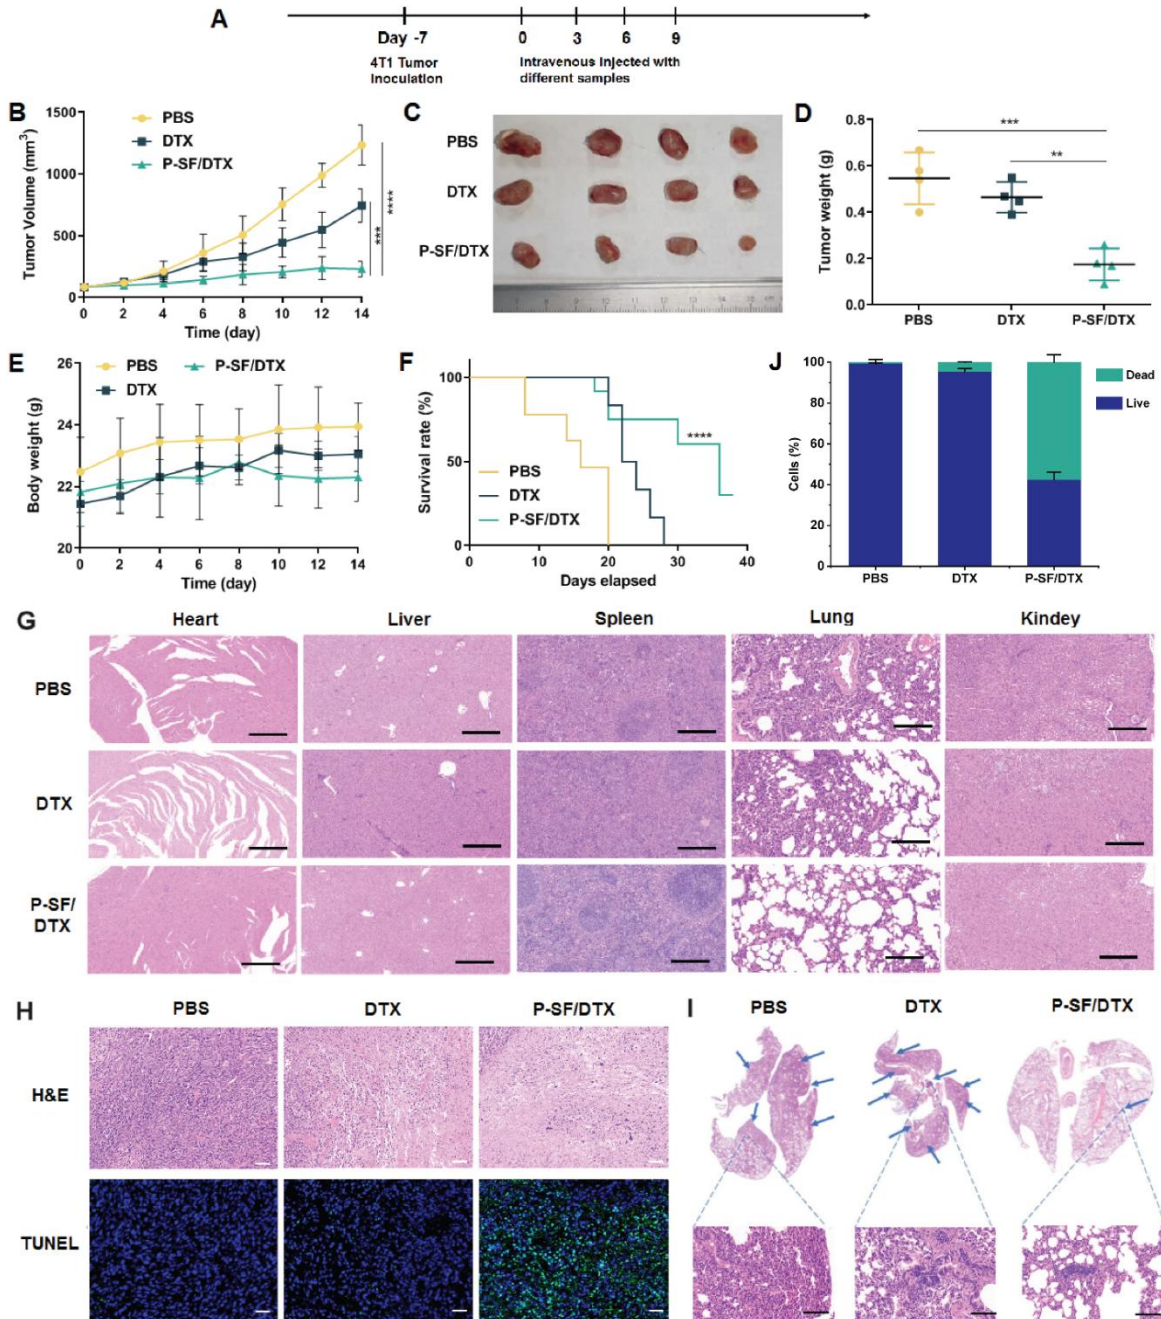 A
Day -7
0
3
6
9
4T1 Tumor
Inoculation
Intravenous injected with
different samples
B
PBS
DTX
P-SF/DTX
Tumor Volume (mm³)
1500
1000
500
0
0 2 4 6 8 10 12 14
Time (day)
***
****
C
PBS
DTX
P-SF/DTX
D
***
**
Tumor weight (g)
0.8
0.6
0.4
0.2
0.0
PBS DTX P-SF/DTX
E
PBS
P-SF/DTX
DTX
Body weight (g)
26
24
22
20
0 2 4 6 8 10 12 14
Time (day)
F
Survival rate (%)
100
50
0
****
PBS
DTX
P-SF/DTX
0 10 20 30 40
Days elapsed
J
Cells (%)
100
80
60
40
20
0
Dead
Live
PBS DTX P-SF/DTX
G
Heart Liver Spleen Lung Kindey
PBS
DTX
P-SF/
DTX
H
PBS DTX P-SF/DTX
H&E
TUNEL
I
PBS DTX P-SF/DTX